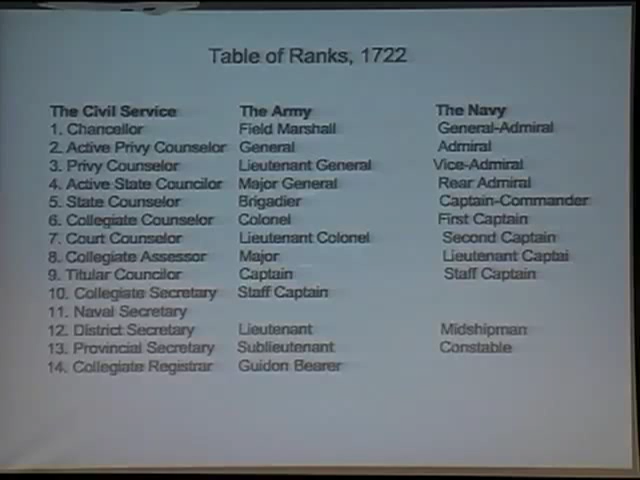 Table of Ranks, 1722
The Civil Service The Army The Navy
1. Chancellor Field Marshall General-Admiral
2. Active Privy Counselor General Admiral
3. Privy Counselor Lieutenant General Vice-Admiral
4. Active State Councilor Major General Rear Admiral
5. State Counselor Brigadier Captain-Commander
6. Collegiate Counselor Colonel First Captain
7. Court Counselor Lieutenant Colonel Second Captain
8. Collegiate Assessor Major Lieutenant Captai
9. Titular Councilor Captain Staff Captain
10. Collegiate Secretary Staff Captain
11. Naval Secretary
12. District Secretary Lieutenant Midshipman
13. Provincial Secretary Sublieutenant Constable
14. Collegiate Registrar Guidon Bearer